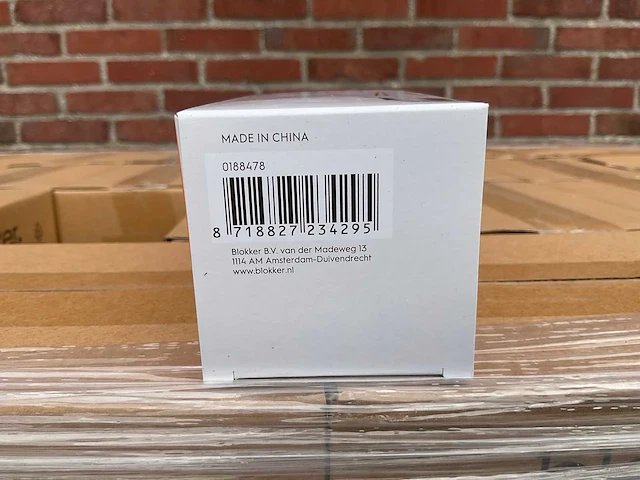 MADE IN CHINA
0188478
8 718827 234295
Blokker B.V. van der Madeweg 13
1114 AM Amsterdam-Duivendrecht
www.blokker.nl